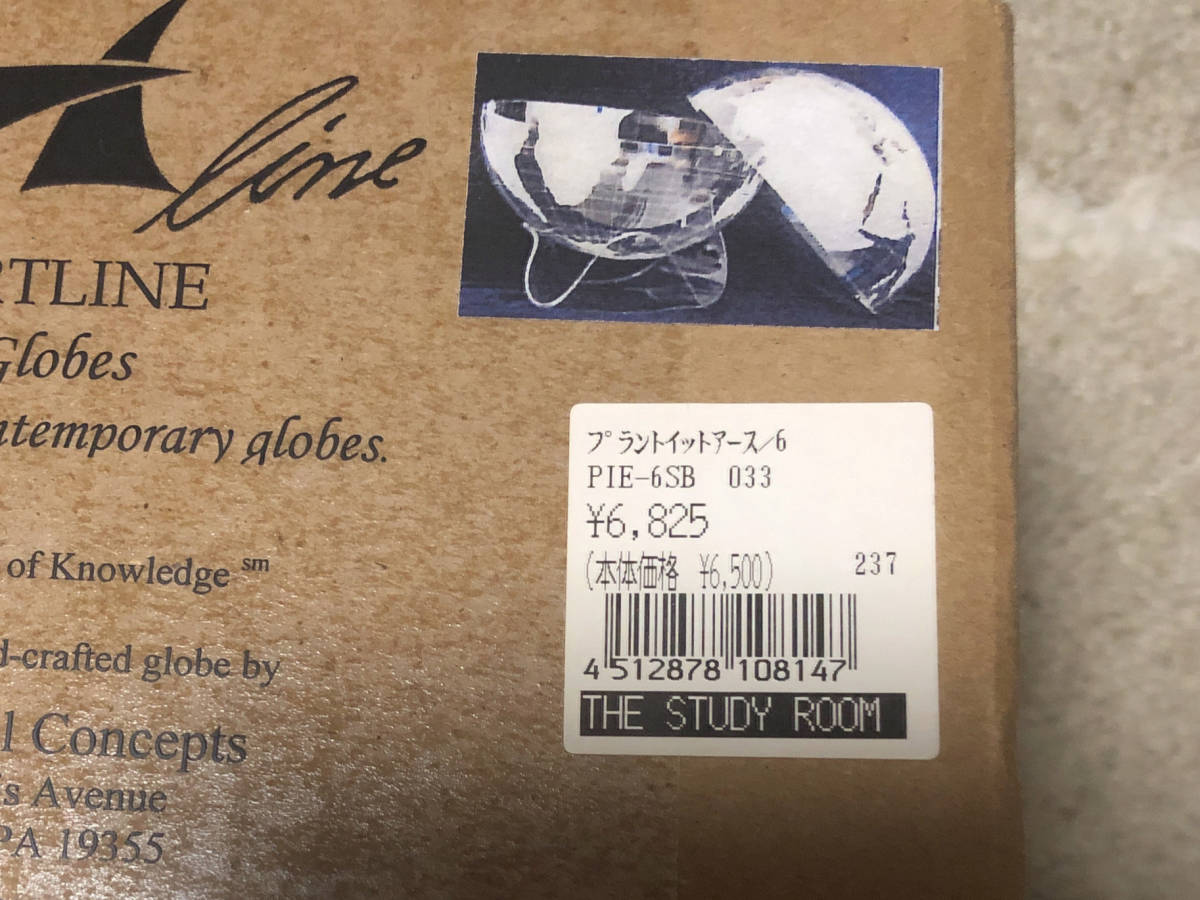 line
RTLINE
Globes
ntemporary globes.
of Knowledge sm
d-crafted globe by
l Concepts
s Avenue
PA 19355
プラントイットアース/6
PIE-6SB 033
¥6,825
(本体価格 ¥6,500) 237
4 512878 108147
THE STUDY ROOM